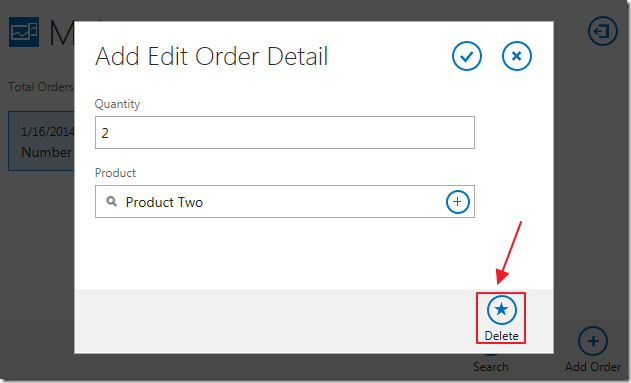 M
Add Edit Order Detail
Total Orders
Quantity
1/16/2014
2
Number
Product
Product Two
Delete
Search
Add Order